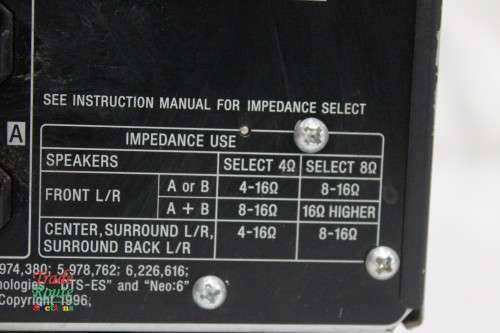 SEE INSTRUCTION MANUAL FOR IMPEDANCE SELECT
A
IMPEDANCE USE
SPEAKERS SELECT 4Ω SELECT 8Ω
FRONT L/R A or B 4-16Ω 8-16Ω
A + B 8-16Ω 16Ω HIGHER
CENTER, SURROUND L/R, SURROUND BACK L/R 4-16Ω 8-16Ω
974,380; 5,978,762; 6,226,616;
"DTS-ES" and "Neo:6"
Copyright 1996,
Trade
Route